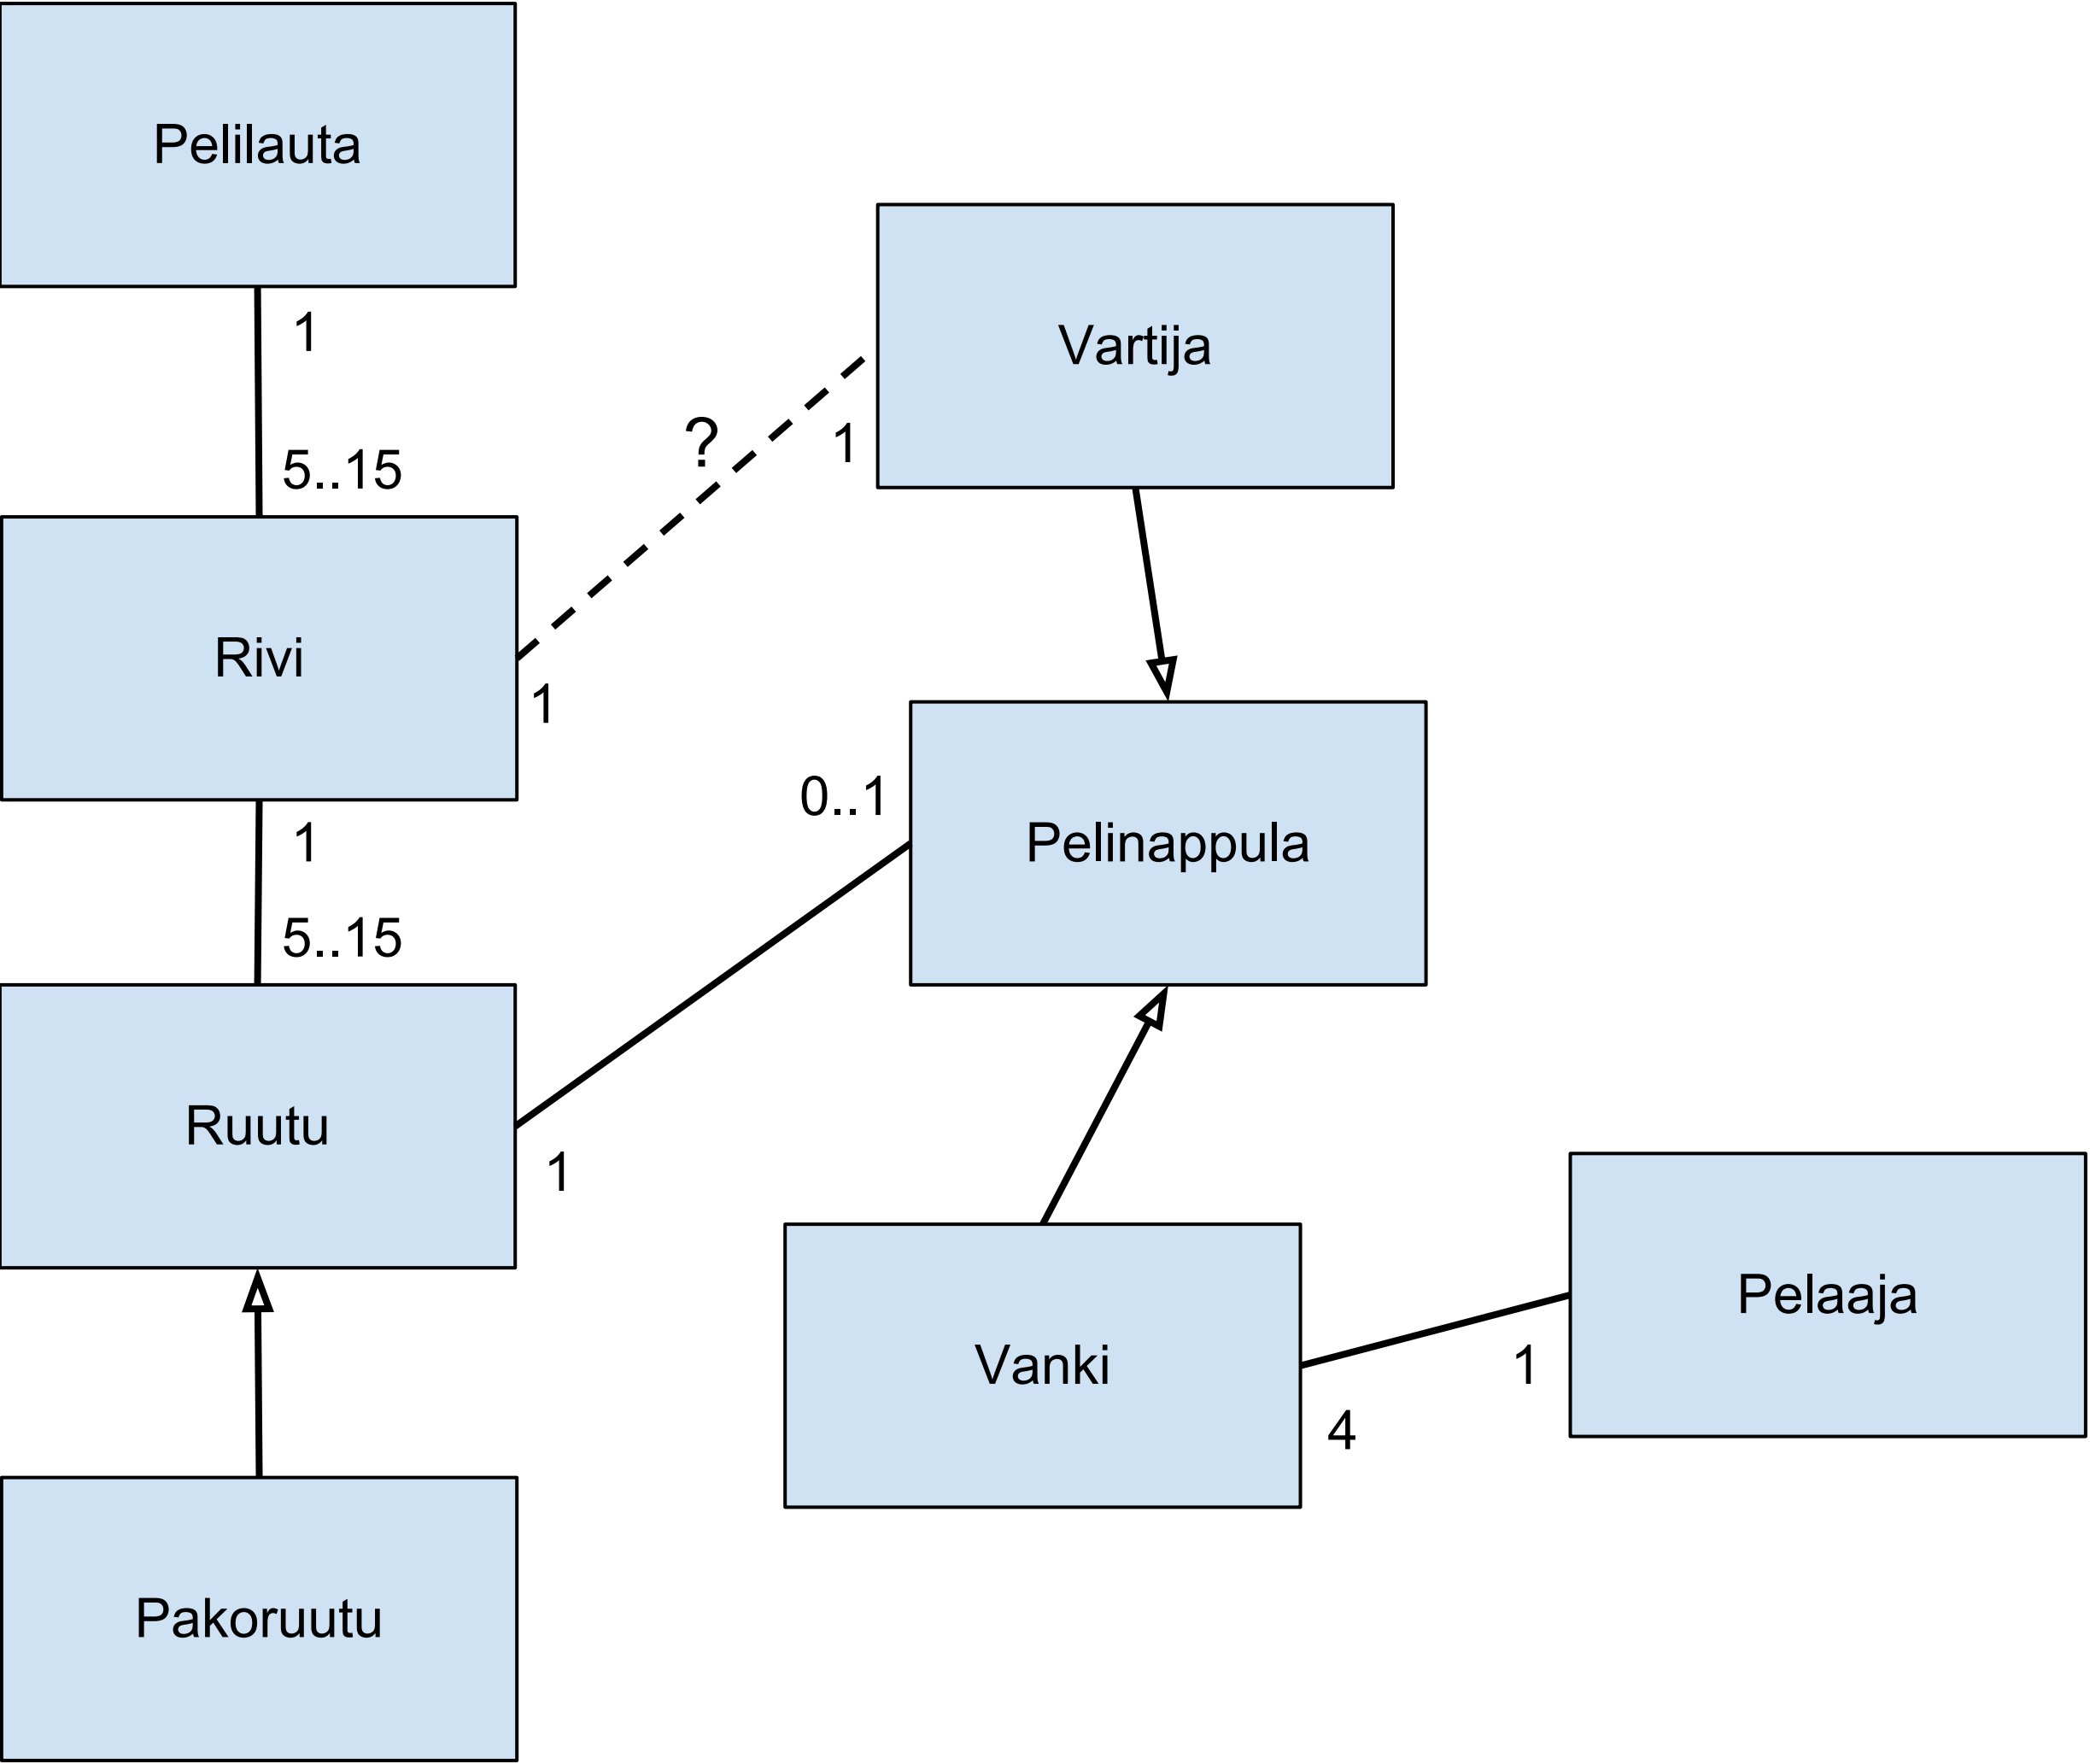 Pelilauta
1
Vartija
?
1
5..15
Rivi
1
0..1
Pelinappula
1
5..15
Ruutu
1
Pelaaja
Vanki
1
4
Pakoruutu